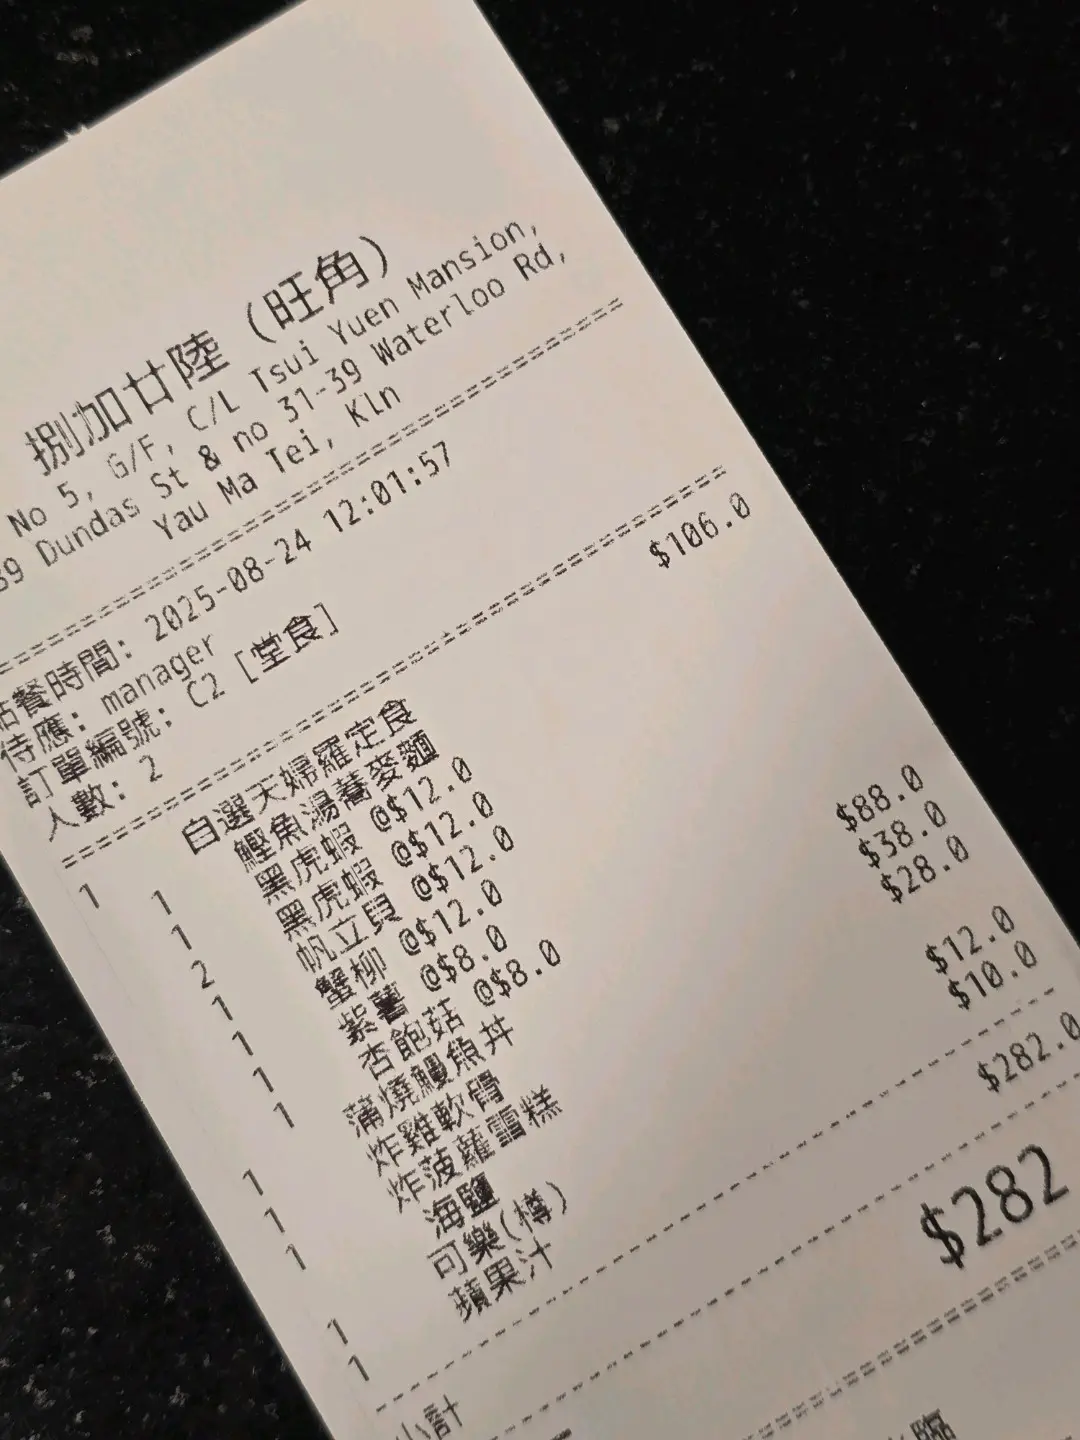 捌加廿陸 (旺角)
No 5, G/F, C/L Tsui Yuen Mansion,
39 Dundas St & no 31-39 Waterloo Rd,
Yau Ma Tei, Kln
餐時間: 2025-08-24 12:01:57
待應: manager
訂單編號: C2 [堂食]
人數: 2
1 自選天婦羅定食 $106.0
1 鰹魚湯蕎麥麵
1 黑虎蝦 @$12.0
2 黑虎蝦 @$12.0
1 帆立貝 @$12.0
1 蟹柳 @$12.0
1 紫薯 @$8.0
1 杏鮑菇 @$8.0
1 蒲燒鰻魚丼 $88.0
1 炸雞軟骨 $38.0
1 炸菠蘿雪糕 $28.0
海鹽
1 可樂(樽) $12.0
1 蘋果汁 $10.0
小計 $282.0
$282
臨